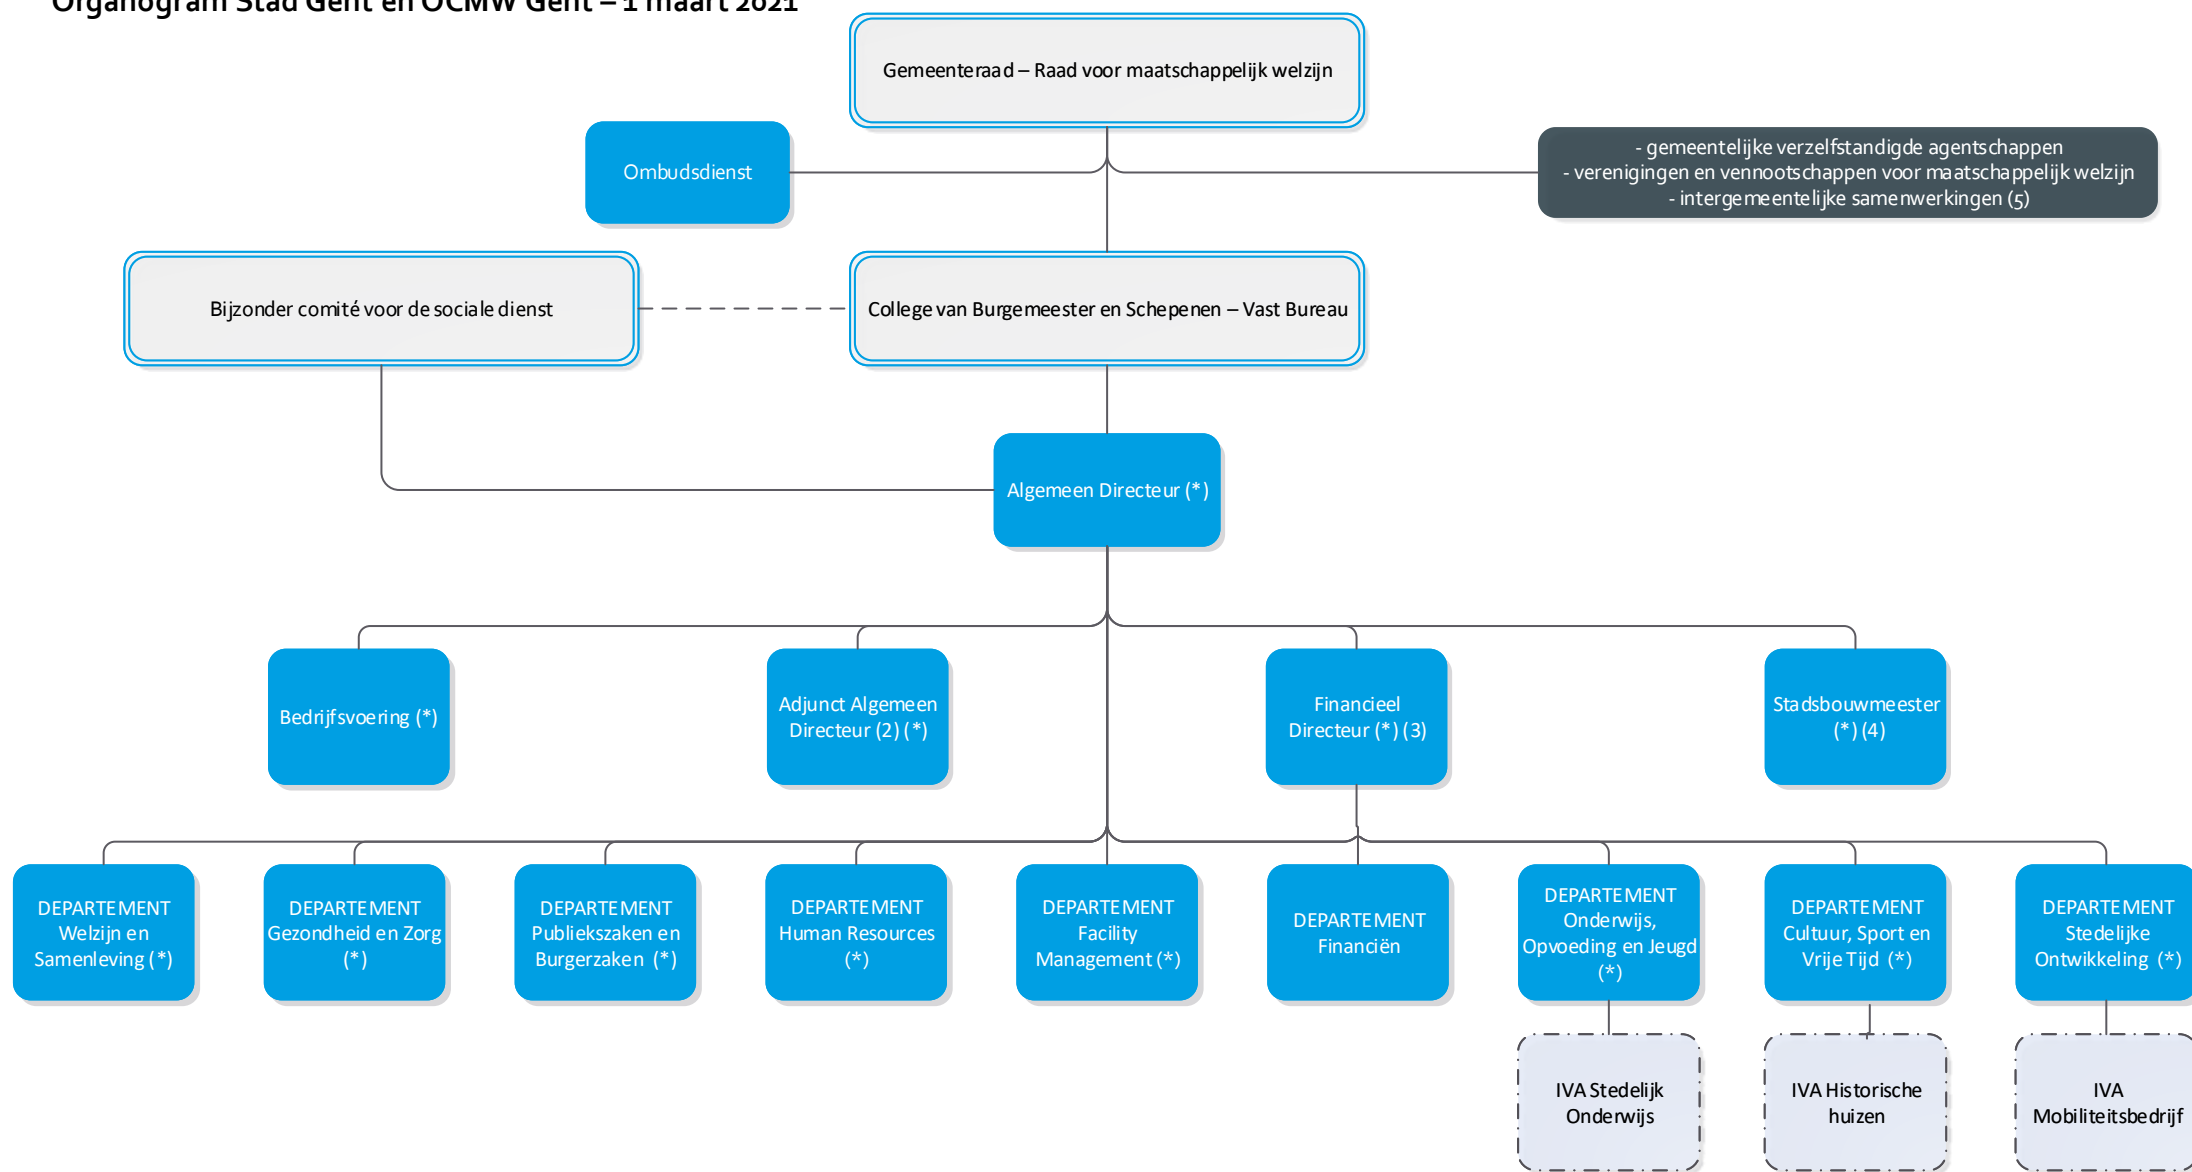 Organogram Stad Gent en OCMW Gent – 1 maart 2021
Gemeenteraad – Raad voor maatschappelijk welzijn
Ombudsdienst
- gemeentelijke verzelfstandigde agentschappen
- verenigingen en vennootschappen voor maatschappelijk welzijn
- intergemeentelijke samenwerkingen (5)
Bijzonder comité voor de sociale dienst
College van Burgemeester en Schepenen – Vast Bureau
Algemeen Directeur (*)
Bedrijfsvoering (*)
Adjunct Algemeen
Directeur (2) (*)
Financieel
Directeur (*) (3)
Stadsbouwmeester
(*) (4)
DEPARTEMENT
Welzijn en
Samenleving (*)
DEPARTEMENT
Gezondheid en Zorg
(*)
DEPARTEMENT
Publiekszaken en
Burgerzaken (*)
DEPARTEMENT
Human Resources
(*)
DEPARTEMENT
Facility
Management (*)
DEPARTEMENT
Financiën
DEPARTEMENT
Onderwijs,
Opvoeding en Jeugd
(*)
DEPARTEMENT
Cultuur, Sport en
Vrije Tijd (*)
DEPARTEMENT
Stedelijke
Ontwikkeling (*)
IVA Stedelijk
Onderwijs
IVA Historische
huizen
IVA
Mobiliteitsbedrijf